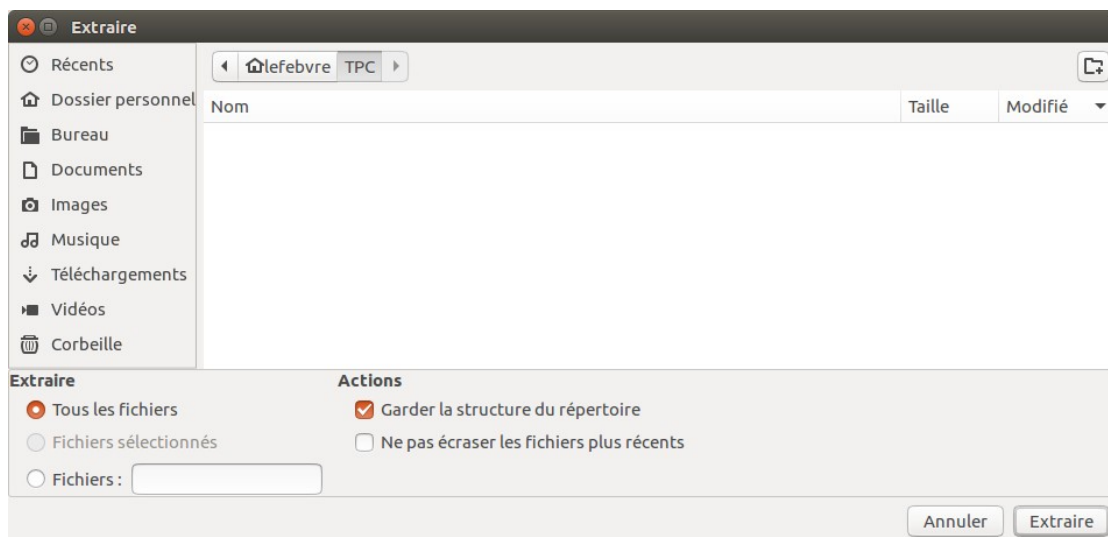 Extraire
Récents
Dossier personnel
Bureau
Documents
Images
Musique
Téléchargements
Vidéos
Corbeille
lefebvre TPC
Nom Taille Modifié
Extraire
Tous les fichiers
Fichiers sélectionnés
Fichiers :
Actions
Garder la structure du répertoire
Ne pas écraser les fichiers plus récents
Annuler Extraire